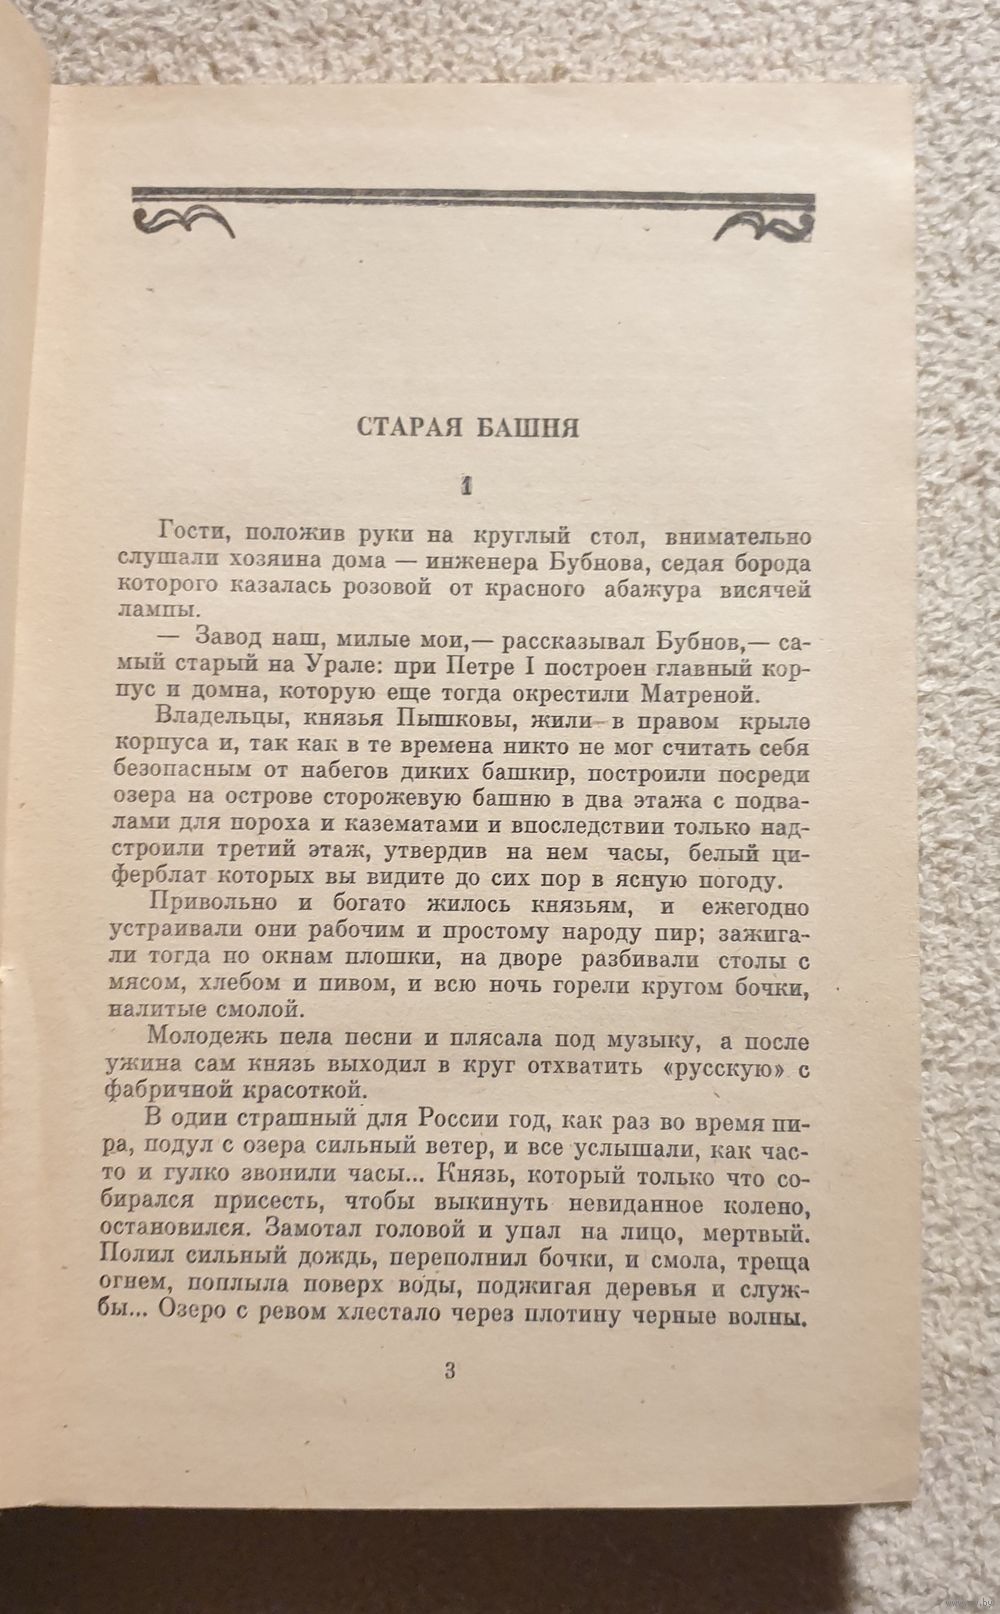 СТАРАЯ БАШНЯ
1
Гости, положив руки на круглый стол, внимательно
слушали хозяина дома — инженера Бубнова, седая борода
которого казалась розовой от красного абажура висячей
лампы.
— Завод наш, милые мои,— рассказывал Бубнов,— са-
мый старый на Урале: при Петре I построен главный кор-
пус и домна, которую еще тогда окрестили Матреной.
Владельцы, князья Пышковы, жили в правом крыле
корпуса и, так как в те времена никто не мог считать себя
безопасным от набегов диких башкир, построили посреди
озера на острове сторожевую башню в два этажа с подва-
лами для пороха и казематами и впоследствии только над-
строили третий этаж, утвердив на нем часы, белый ци-
ферблат которых вы видите до сих пор в ясную погоду.
Привольно и богато жилось князьям, и ежегодно
устраивали они рабочим и простому народу пир; зажига-
ли тогда по окнам плошки, на дворе разбивали столы с
мясом, хлебом и пивом, и всю ночь горели кругом бочки,
налитые смолой.
Молодежь пела песни и плясала под музыку, а после
ужина сам князь выходил в круг отхватить «русскую» с
фабричной красоткой.
В один страшный для России год, как раз во время пи-
ра, подул с озера сильный ветер, и все услышали, как час-
то и гулко звонили часы... Князь, который только что со-
бирался присесть, чтобы выкинуть невиданное колено,
остановился. Замотал головой и упал на лицо, мертвый.
Полил сильный дождь, переполнил бочки, и смола, треща
огнем, поплыла поверх воды, поджигая деревья и служ-
бы... Озеро с ревом хлестало через плотину черные волны.
3